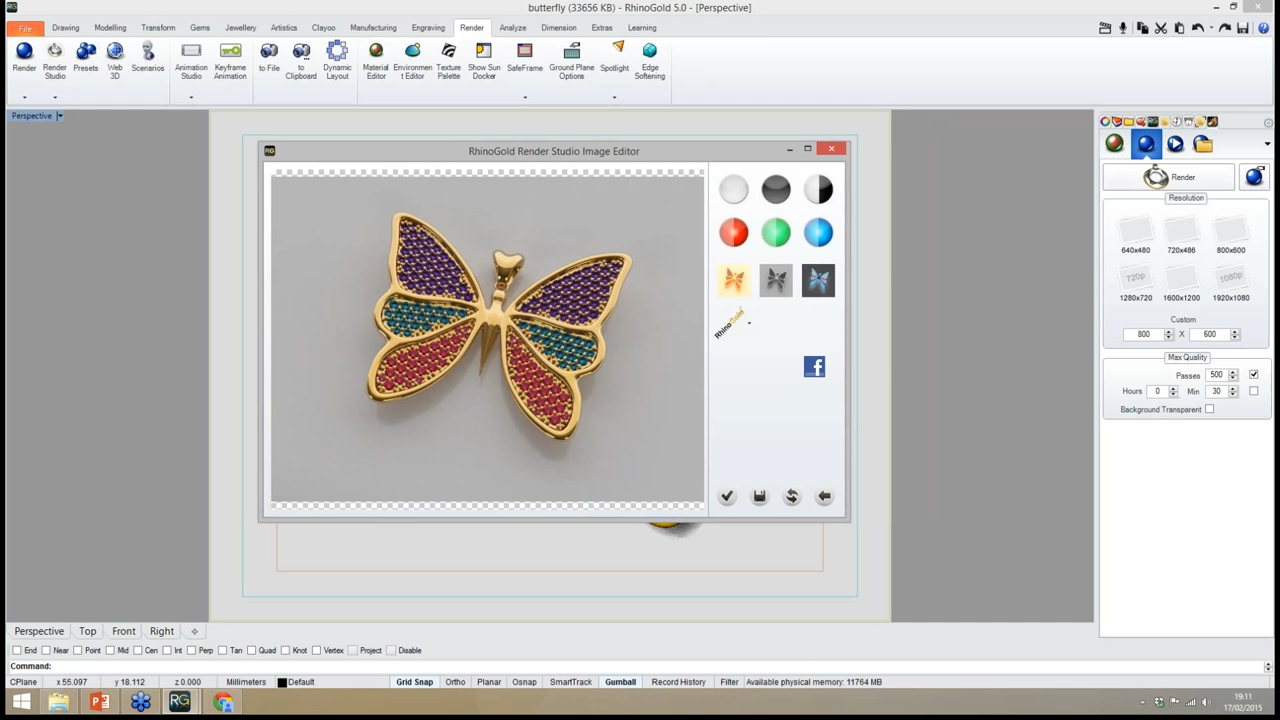 butterfly (33656 KB) - RhinoGold 5.0 - [Perspective]
File Drawing Modelling Transform Gems Jewellery Artistics Clayoo Manufacturing Engraving Render Analyze Dimension Extras Learning
Render Render Studio Presets Web 3D Scenarios Animation Studio Keyframe Animation to File to Clipboard Dynamic Layout Material Editor Environment Editor Texture Palette Show Sun Docker SafeFrame Ground Plane Options Spotlight Edge Softening
Perspective
RhinoGold Render Studio Image Editor
RhinoGold
f
Render
Resolution
640x480 720x486 800x600
720p 1080p
1280x720 1600x1200 1920x1080
Custom
800 X 600
Max Quality
Passes 500
Hours 0 Min 30
Background Transparent
Perspective Top Front Right
End Near Point Mid Cen Int Perp Tan Quad Knot Vertex Project Disable
Command:
CPlane x 55.097 y 18.112 z 0.000 Millimeters Default Grid Snap Ortho Planar Osnap SmartTrack Gumball Record History Filter Available physical memory: 11764 MB
RG
19:11
17/02/2015